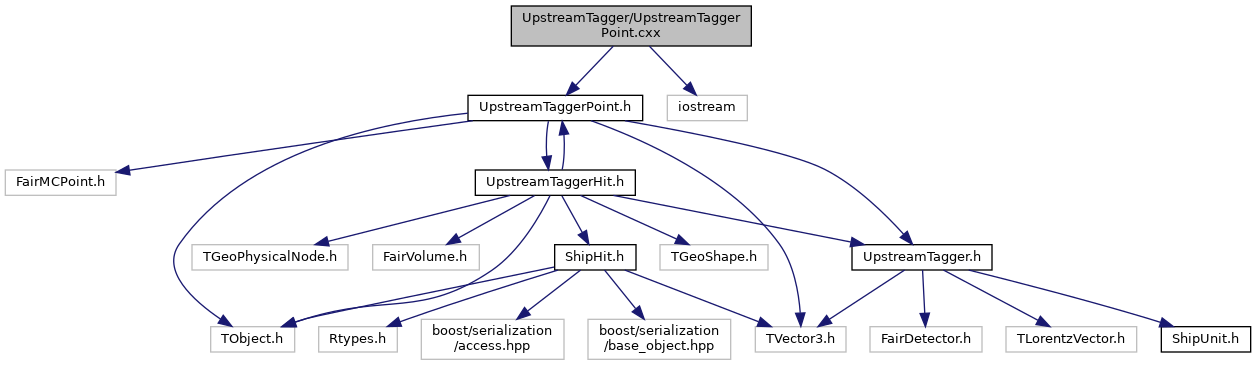 UpstreamTagger/UpstreamTagger
Point.cxx
UpstreamTaggerPoint.h
iostream
FairMCPoint.h
UpstreamTaggerHit.h
TGeoPhysicalNode.h
FairVolume.h
ShipHit.h
TGeoShape.h
UpstreamTagger.h
TObject.h
Rtypes.h
boost/serialization
/access.hpp
boost/serialization
/base_object.hpp
TVector3.h
FairDetector.h
TLorentzVector.h
ShipUnit.h